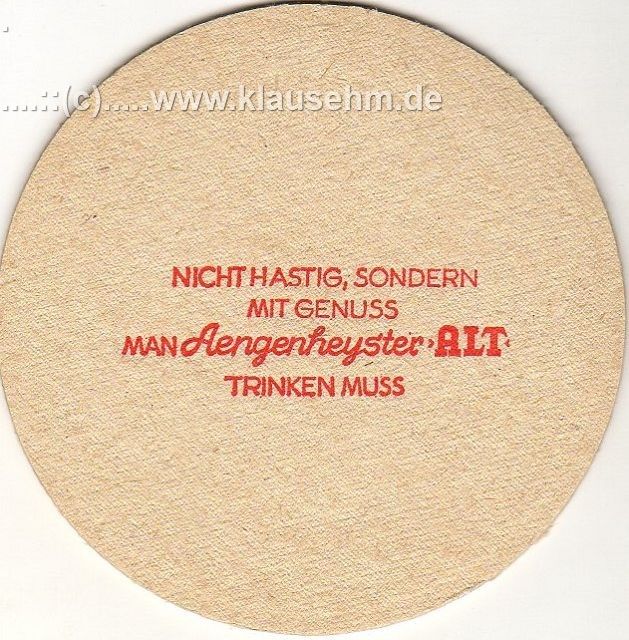 .....::(c).....www.klausehm.de
NICHT HASTIG, SONDERN
MIT GENUSS
MAN Aengenheyster ›ALT‹
TRINKEN MUSS